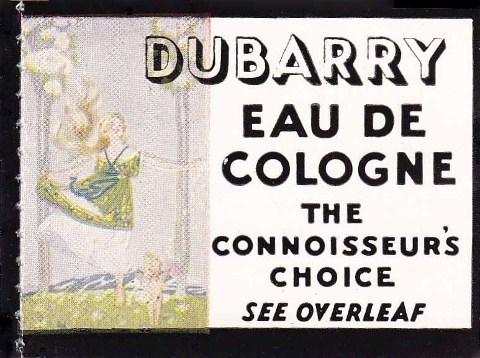 DUBARRY
EAU DE
COLOGNE
THE
CONNOISSEUR'S
CHOICE
SEE OVERLEAF